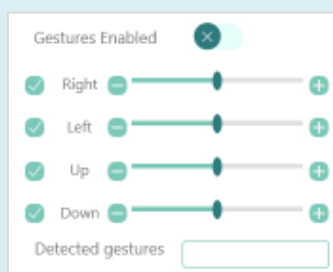 Gestures Enabled
Right
Left
Up
Down
Detected gestures